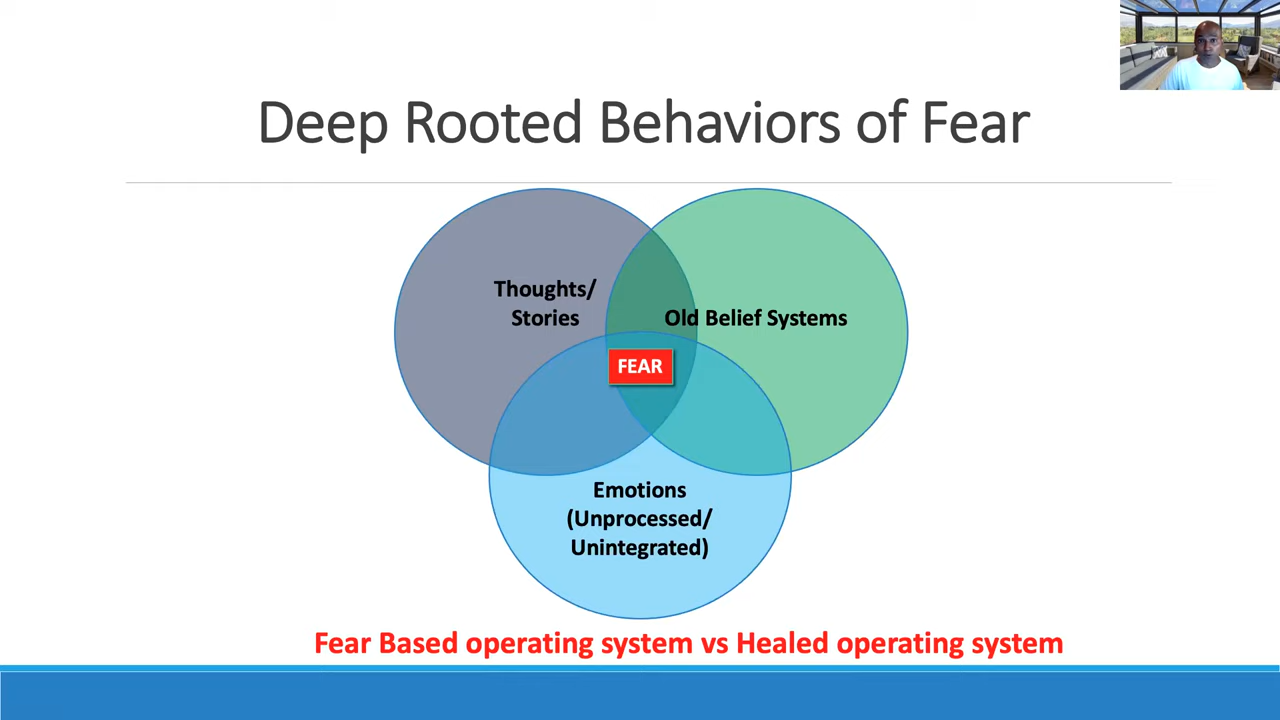 Deep Rooted Behaviors of Fear
Thoughts/
Stories
Old Belief Systems
FEAR
Emotions
(Unprocessed/
Unintegrated)
Fear Based operating system vs Healed operating system